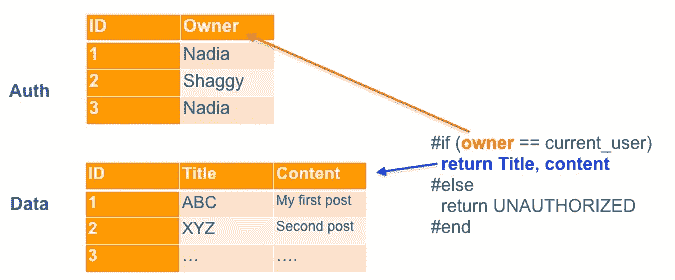 ID Owner
1 Nadia
2 Shaggy
3 Nadia
Auth
ID Title Content
1 ABC My first post
2 XYZ Second post
3 ... ....
Data
#if (owner == current_user)
return Title, content
#else
return UNAUTHORIZED
#end